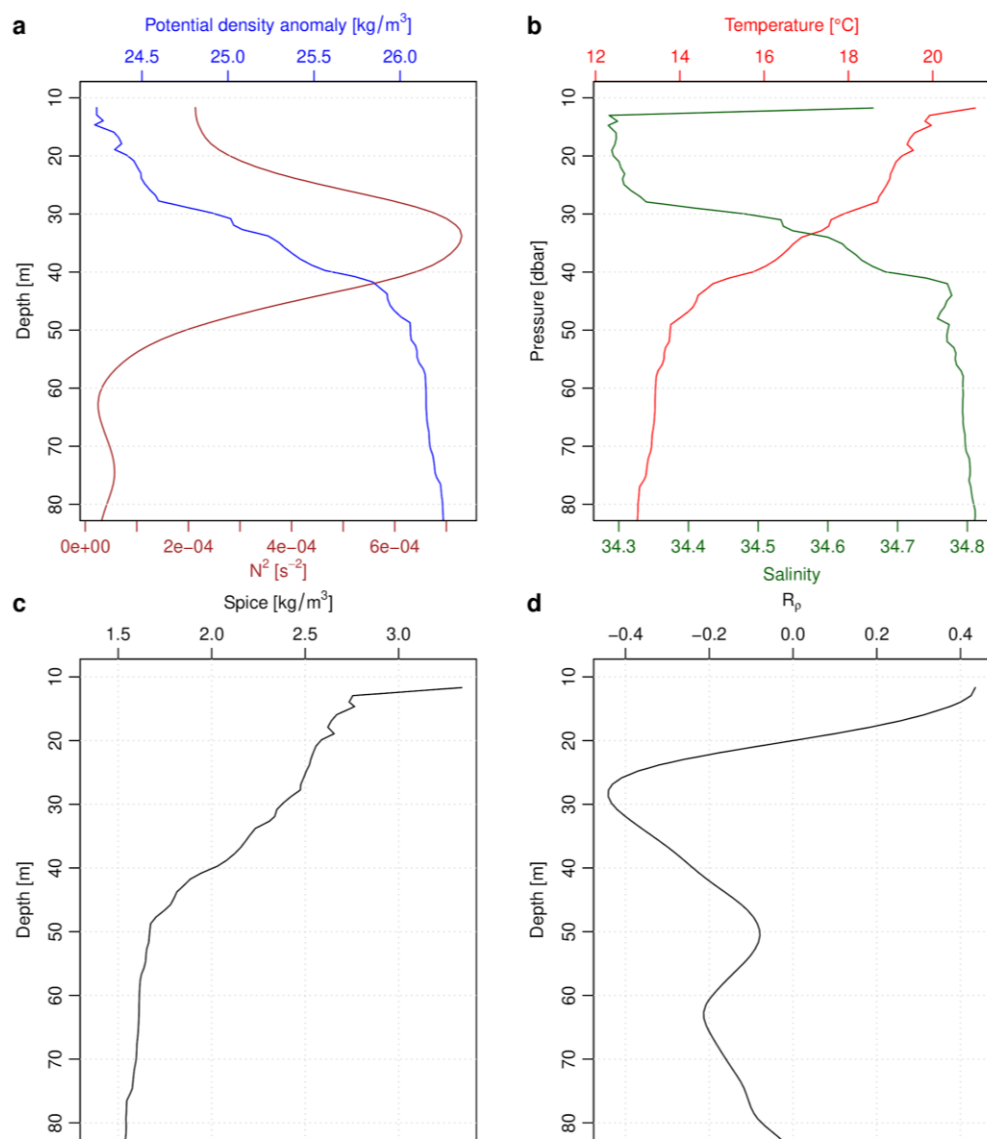 a
Potential density anomaly [kg/m³]
24.5 25.0 25.5 26.0
Depth [m]
10 20 30 40 50 60 70 80
0e+00 2e−04 4e−04 6e−04
N² [s⁻²]
b
Temperature [°C]
12 14 16 18 20
Pressure [dbar]
10 20 30 40 50 60 70 80
34.3 34.4 34.5 34.6 34.7 34.8
Salinity
c
Spice [kg/m³]
1.5 2.0 2.5 3.0
Depth [m]
10 20 30 40 50 60 70 80
d
Rρ
−0.4 −0.2 0.0 0.2 0.4
Depth [m]
10 20 30 40 50 60 70 80